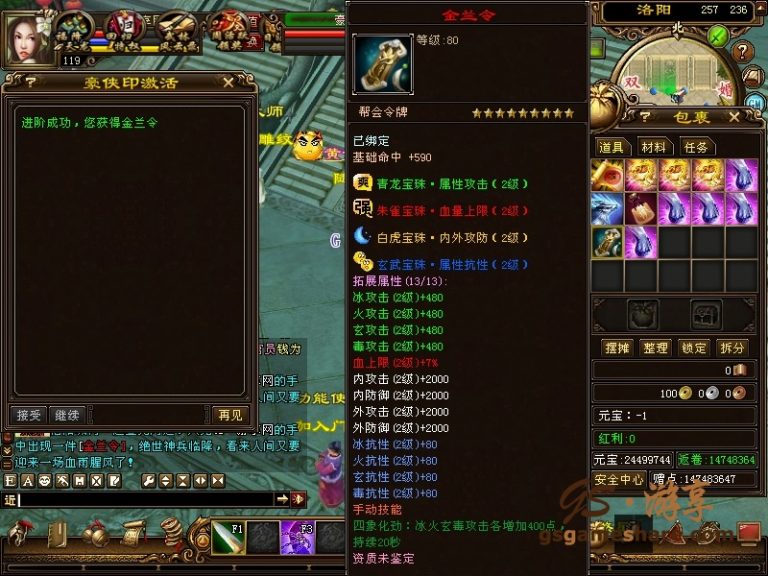 119
豪侠印激活
进阶成功，您获得金兰令
接受
继续
再见
金兰令
等级:80
帮会令牌
已绑定
基础命中 +590
青龙宝珠·属性攻击(2级)
朱雀宝珠·血量上限(2级)
白虎宝珠·内外攻防(2级)
玄武宝珠·属性抗性(2级)
拓展属性(13/13):
冰攻击(2级)+480
火攻击(2级)+480
玄攻击(2级)+480
毒攻击(2级)+480
血上限(2级)+7%
内攻击(2级)+2000
内防御(2级)+2000
外攻击(2级)+2000
外防御(2级)+2000
冰抗性(2级)+80
火抗性(2级)+80
玄抗性(2级)+80
毒抗性(2级)+80
手动技能
四象化劲：冰火玄毒攻击各增加400点，
持续20秒
资质未鉴定
洛阳
257 236
北
包裹
道具
材料
任务
摆摊
整理
锁定
拆分
0
100 0 0
元宝：-1
红利:0
元宝:24499744
返卷:14748364
安全中心
赠点:147483647
中出现一件[金兰令]，绝世神兵临降，看来人间又要
迎来一场血雨腥风了！
近
F1
F3
GS·游享
gsgameshare.com